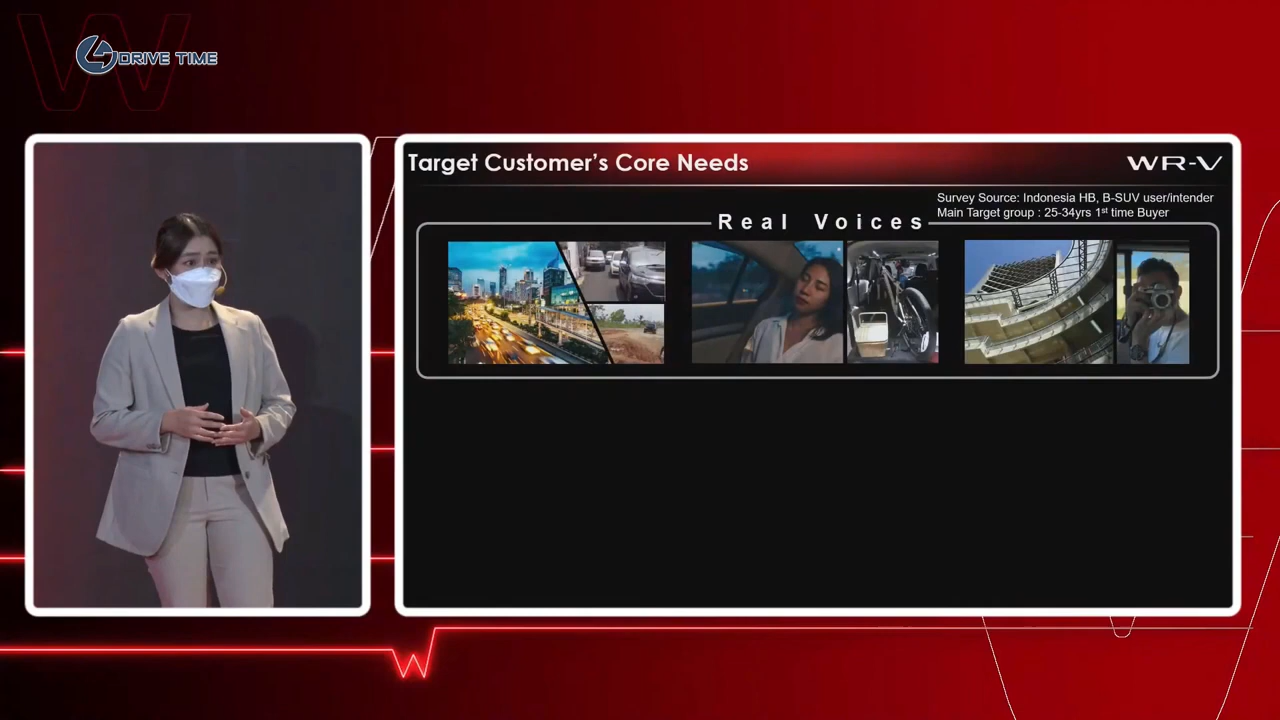 4 DRIVE TIME
Target Customer's Core Needs
WR-V
Survey Source: Indonesia HB, B-SUV user/intender
Main Target group : 25-34yrs 1st time Buyer
Real Voices